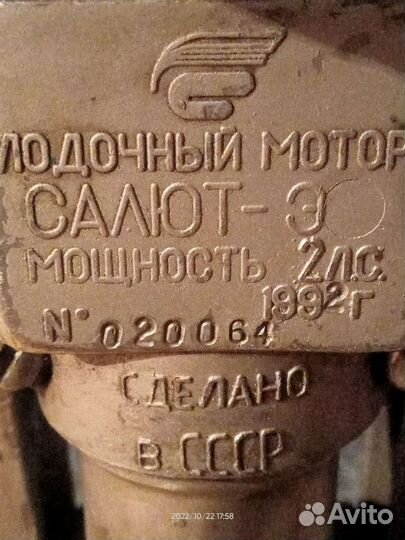 ЛОДОЧНЫЙ МОТОР
САЛЮТ-Э
МОЩНОСТЬ 2Л.С.
1992г
N° 020064
СДЕЛАНО
В СССР
2022/10/22 17:58
Avito